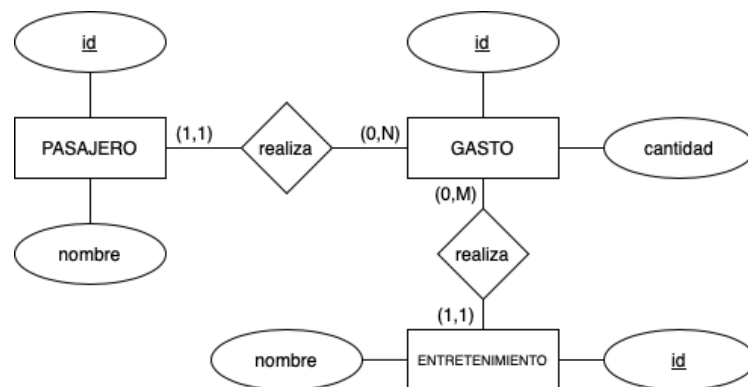 id
id
(1,1)
(0,N)
PASAJERO
realiza
GASTO
cantidad
(0,M)
nombre
realiza
(1,1)
nombre
ENTRETENIMIENTO
id